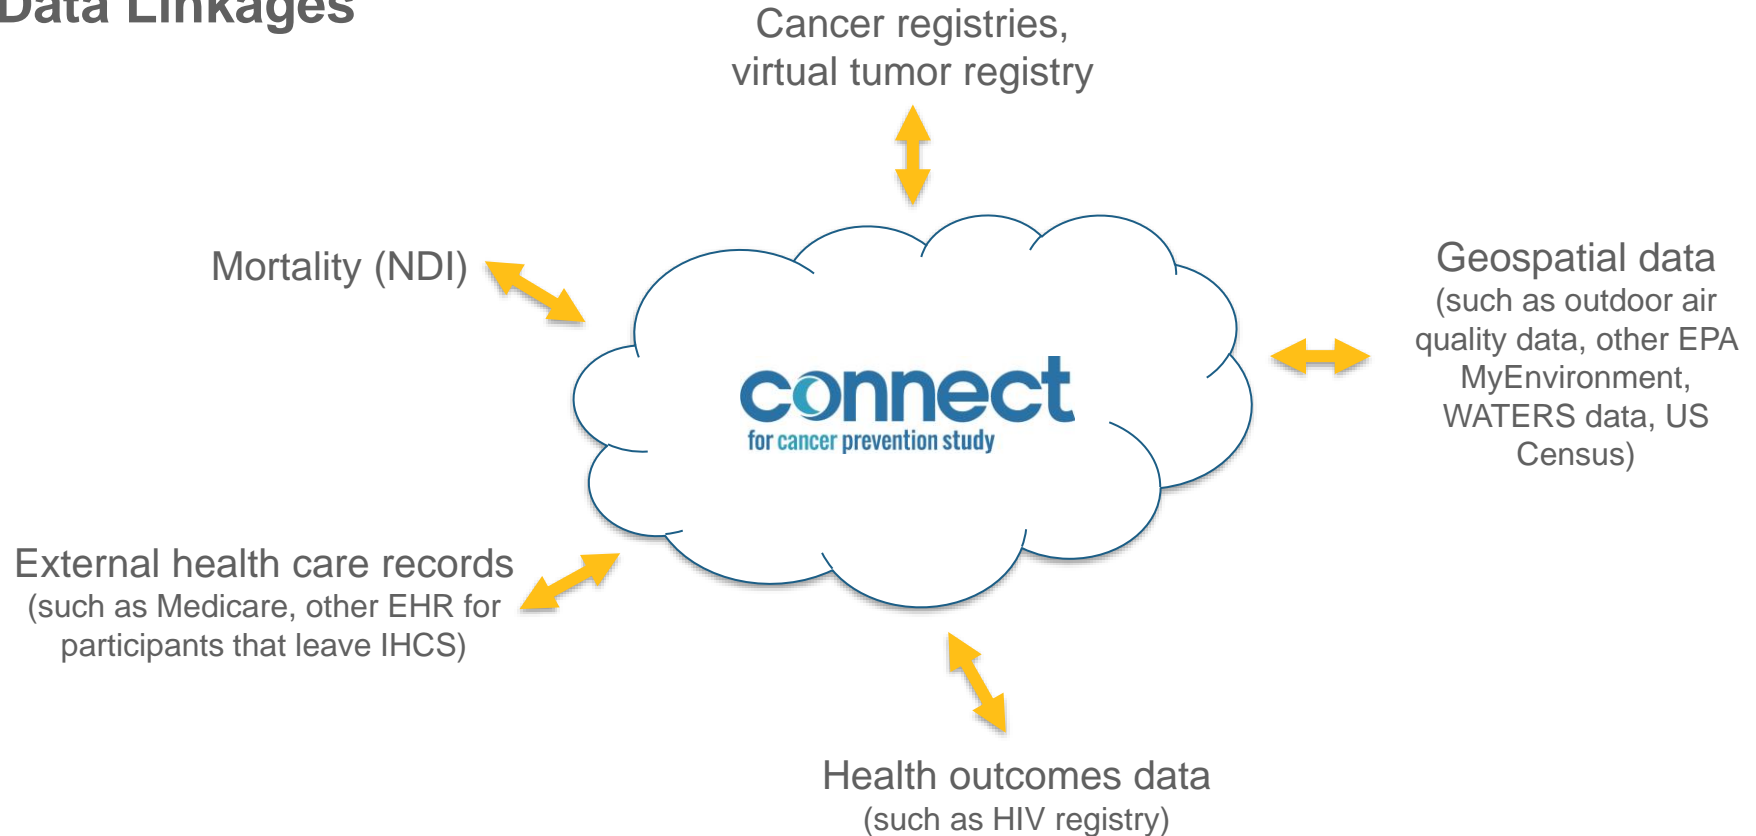 Data Linkages
Cancer registries,
virtual tumor registry
Mortality (NDI)
Geospatial data
(such as outdoor air
quality data, other EPA
MyEnvironment,
WATERS data, US
Census)
connect
for cancer prevention study
External health care records
(such as Medicare, other EHR for
participants that leave IHCS)
Health outcomes data
(such as HIV registry)